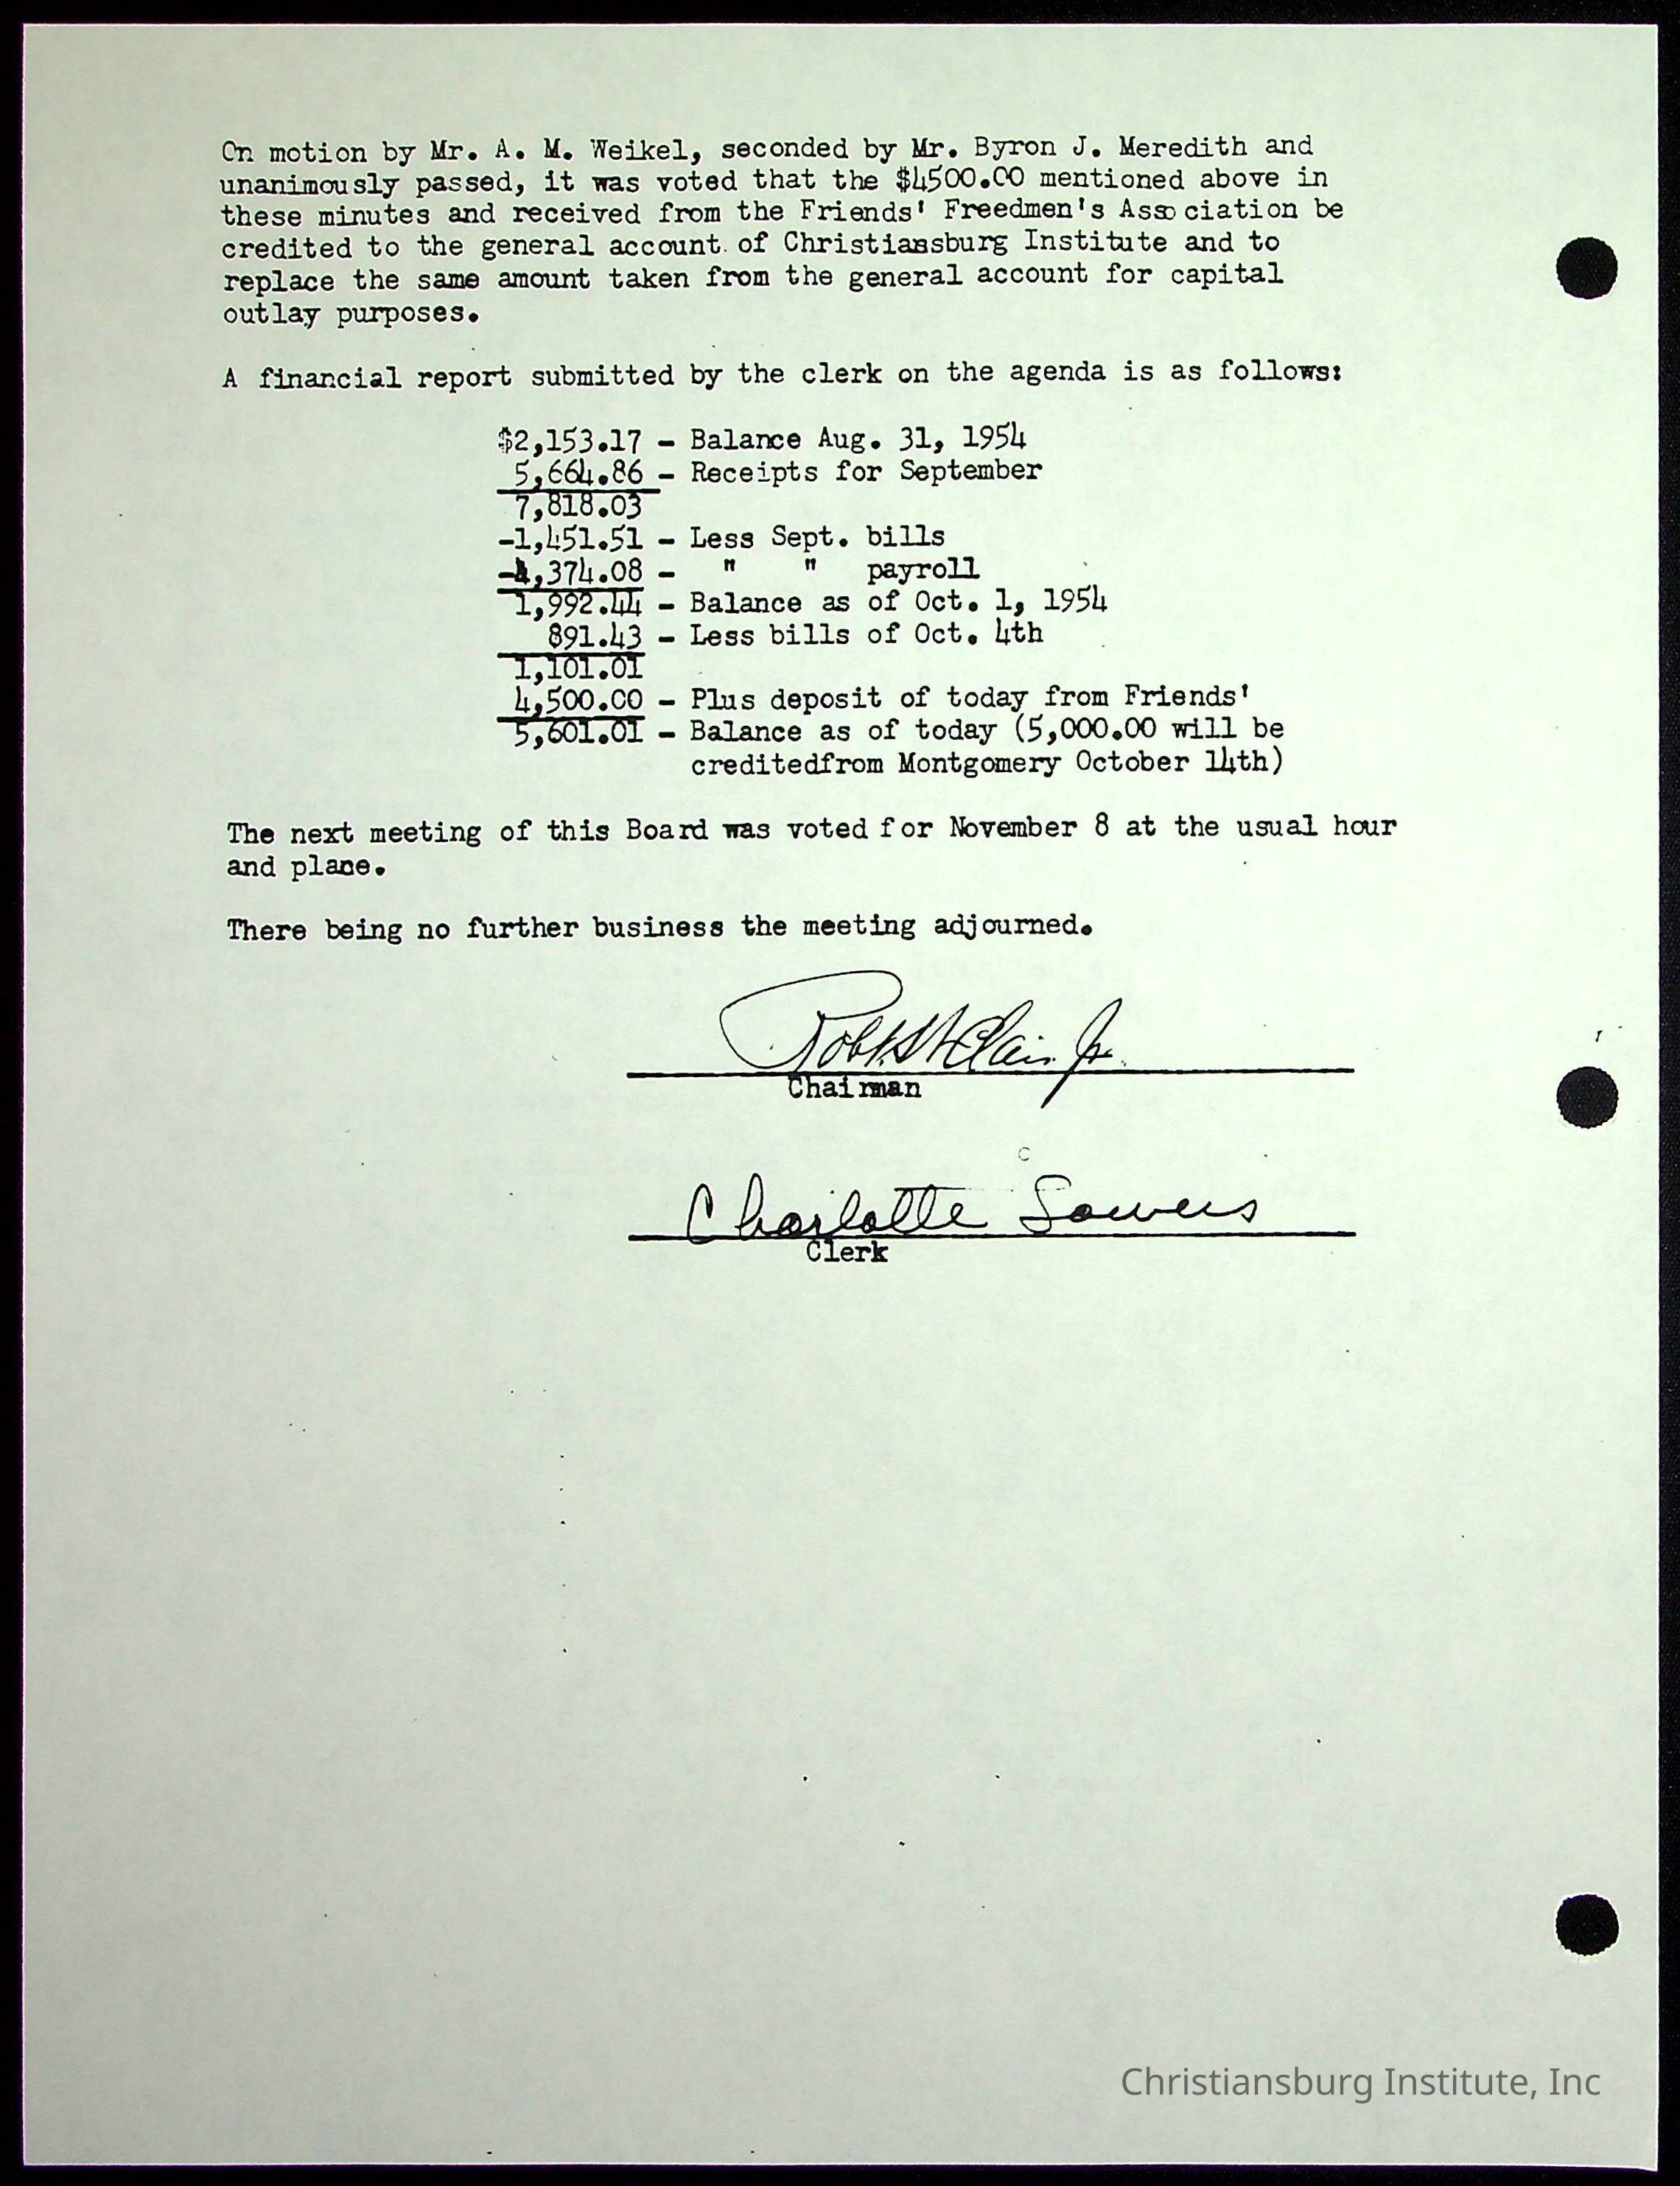 On motion by Mr. A. M. Weikel, seconded by Mr. Byron J. Meredith and
unanimously passed, it was voted that the $4500.00 mentioned above in
these minutes and received from the Friends' Freedmen's Association be
credited to the general account. of Christiassburg Institute and to
replace the same amount taken from the general account for capital
outlay purposes.
A financial report submitted by the clerk on the agenda is as follows:
$2,153.17 - Balance Aug. 31, 1954
5,664.86 - Receipts for September
7,818.03
-1,451.51 - Less Sept. bills
-4,374.08 - " " payroll
1,992.44 - Balance as of Oct. 1, 1954
891.43 - Less bills of Oct. 4th
1,101.01
4,500.00 - Plus deposit of today from Friends'
5,601.01 - Balance as of today (5,000.00 will be
creditedfrom Montgomery October 14th)
The next meeting of this Board was voted for November 8 at the usual hour
and place.
There being no further business the meeting adjourned.
Chairman
Charlotte Sowers
Clerk
Christiansburg Institute, Inc